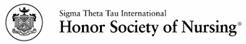 Sigma Theta Tau International
Honor Society of Nursing®